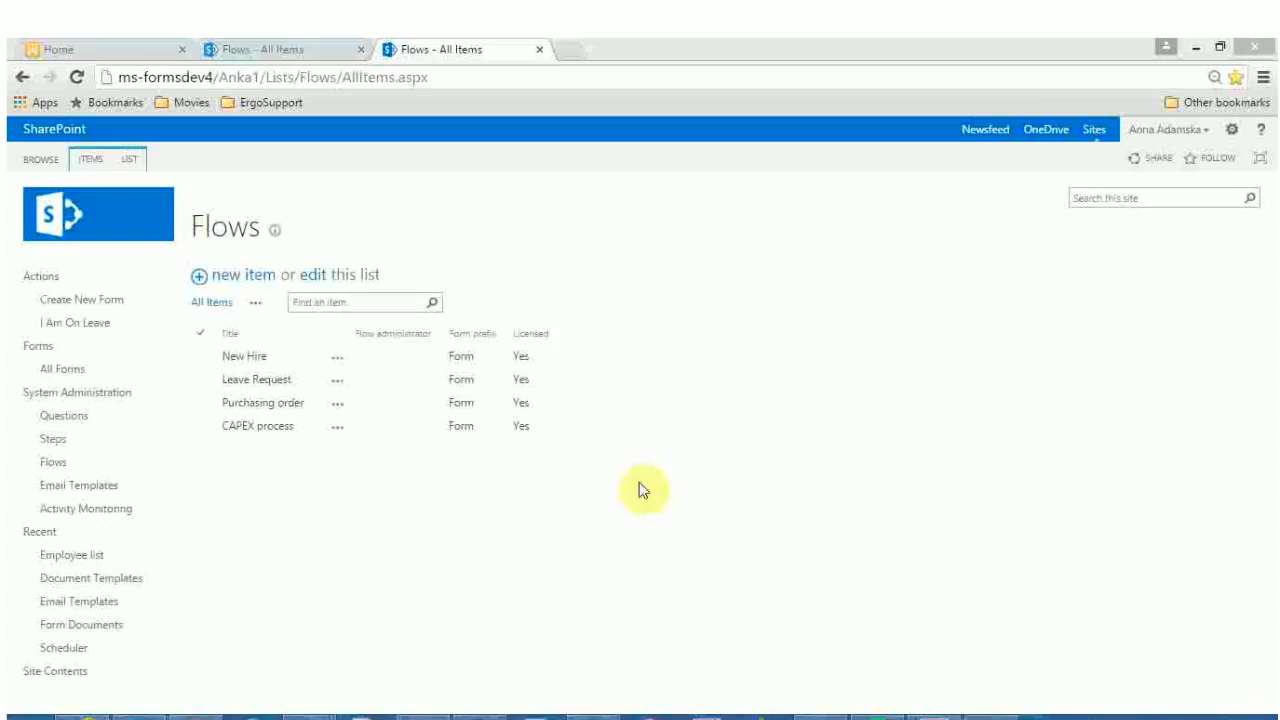 Home
Flows - All Items
Flows - All Items
ms-formsdev4/Anka1/Lists/Flows/AllItems.aspx
Apps
Bookmarks
Movies
ErgoSupport
Other bookmarks
SharePoint
Newsfeed
OneDrive
Sites
Anna Adamska
?
BROWSE
ITEMS
LIST
SHARE
FOLLOW
S
Flows
Search this site
new item or edit this list
All Items
...
Find an item
Title
Flow administrator
Form prefix
Licensed
New Hire ... Form Yes
Leave Request ... Form Yes
Purchasing order ... Form Yes
CAPEX process ... Form Yes
Actions
Create New Form
I Am On Leave
Forms
All Forms
System Administration
Questions
Steps
Flows
Email Templates
Activity Monitoring
Recent
Employee list
Document Templates
Email Templates
Form Documents
Scheduler
Site Contents